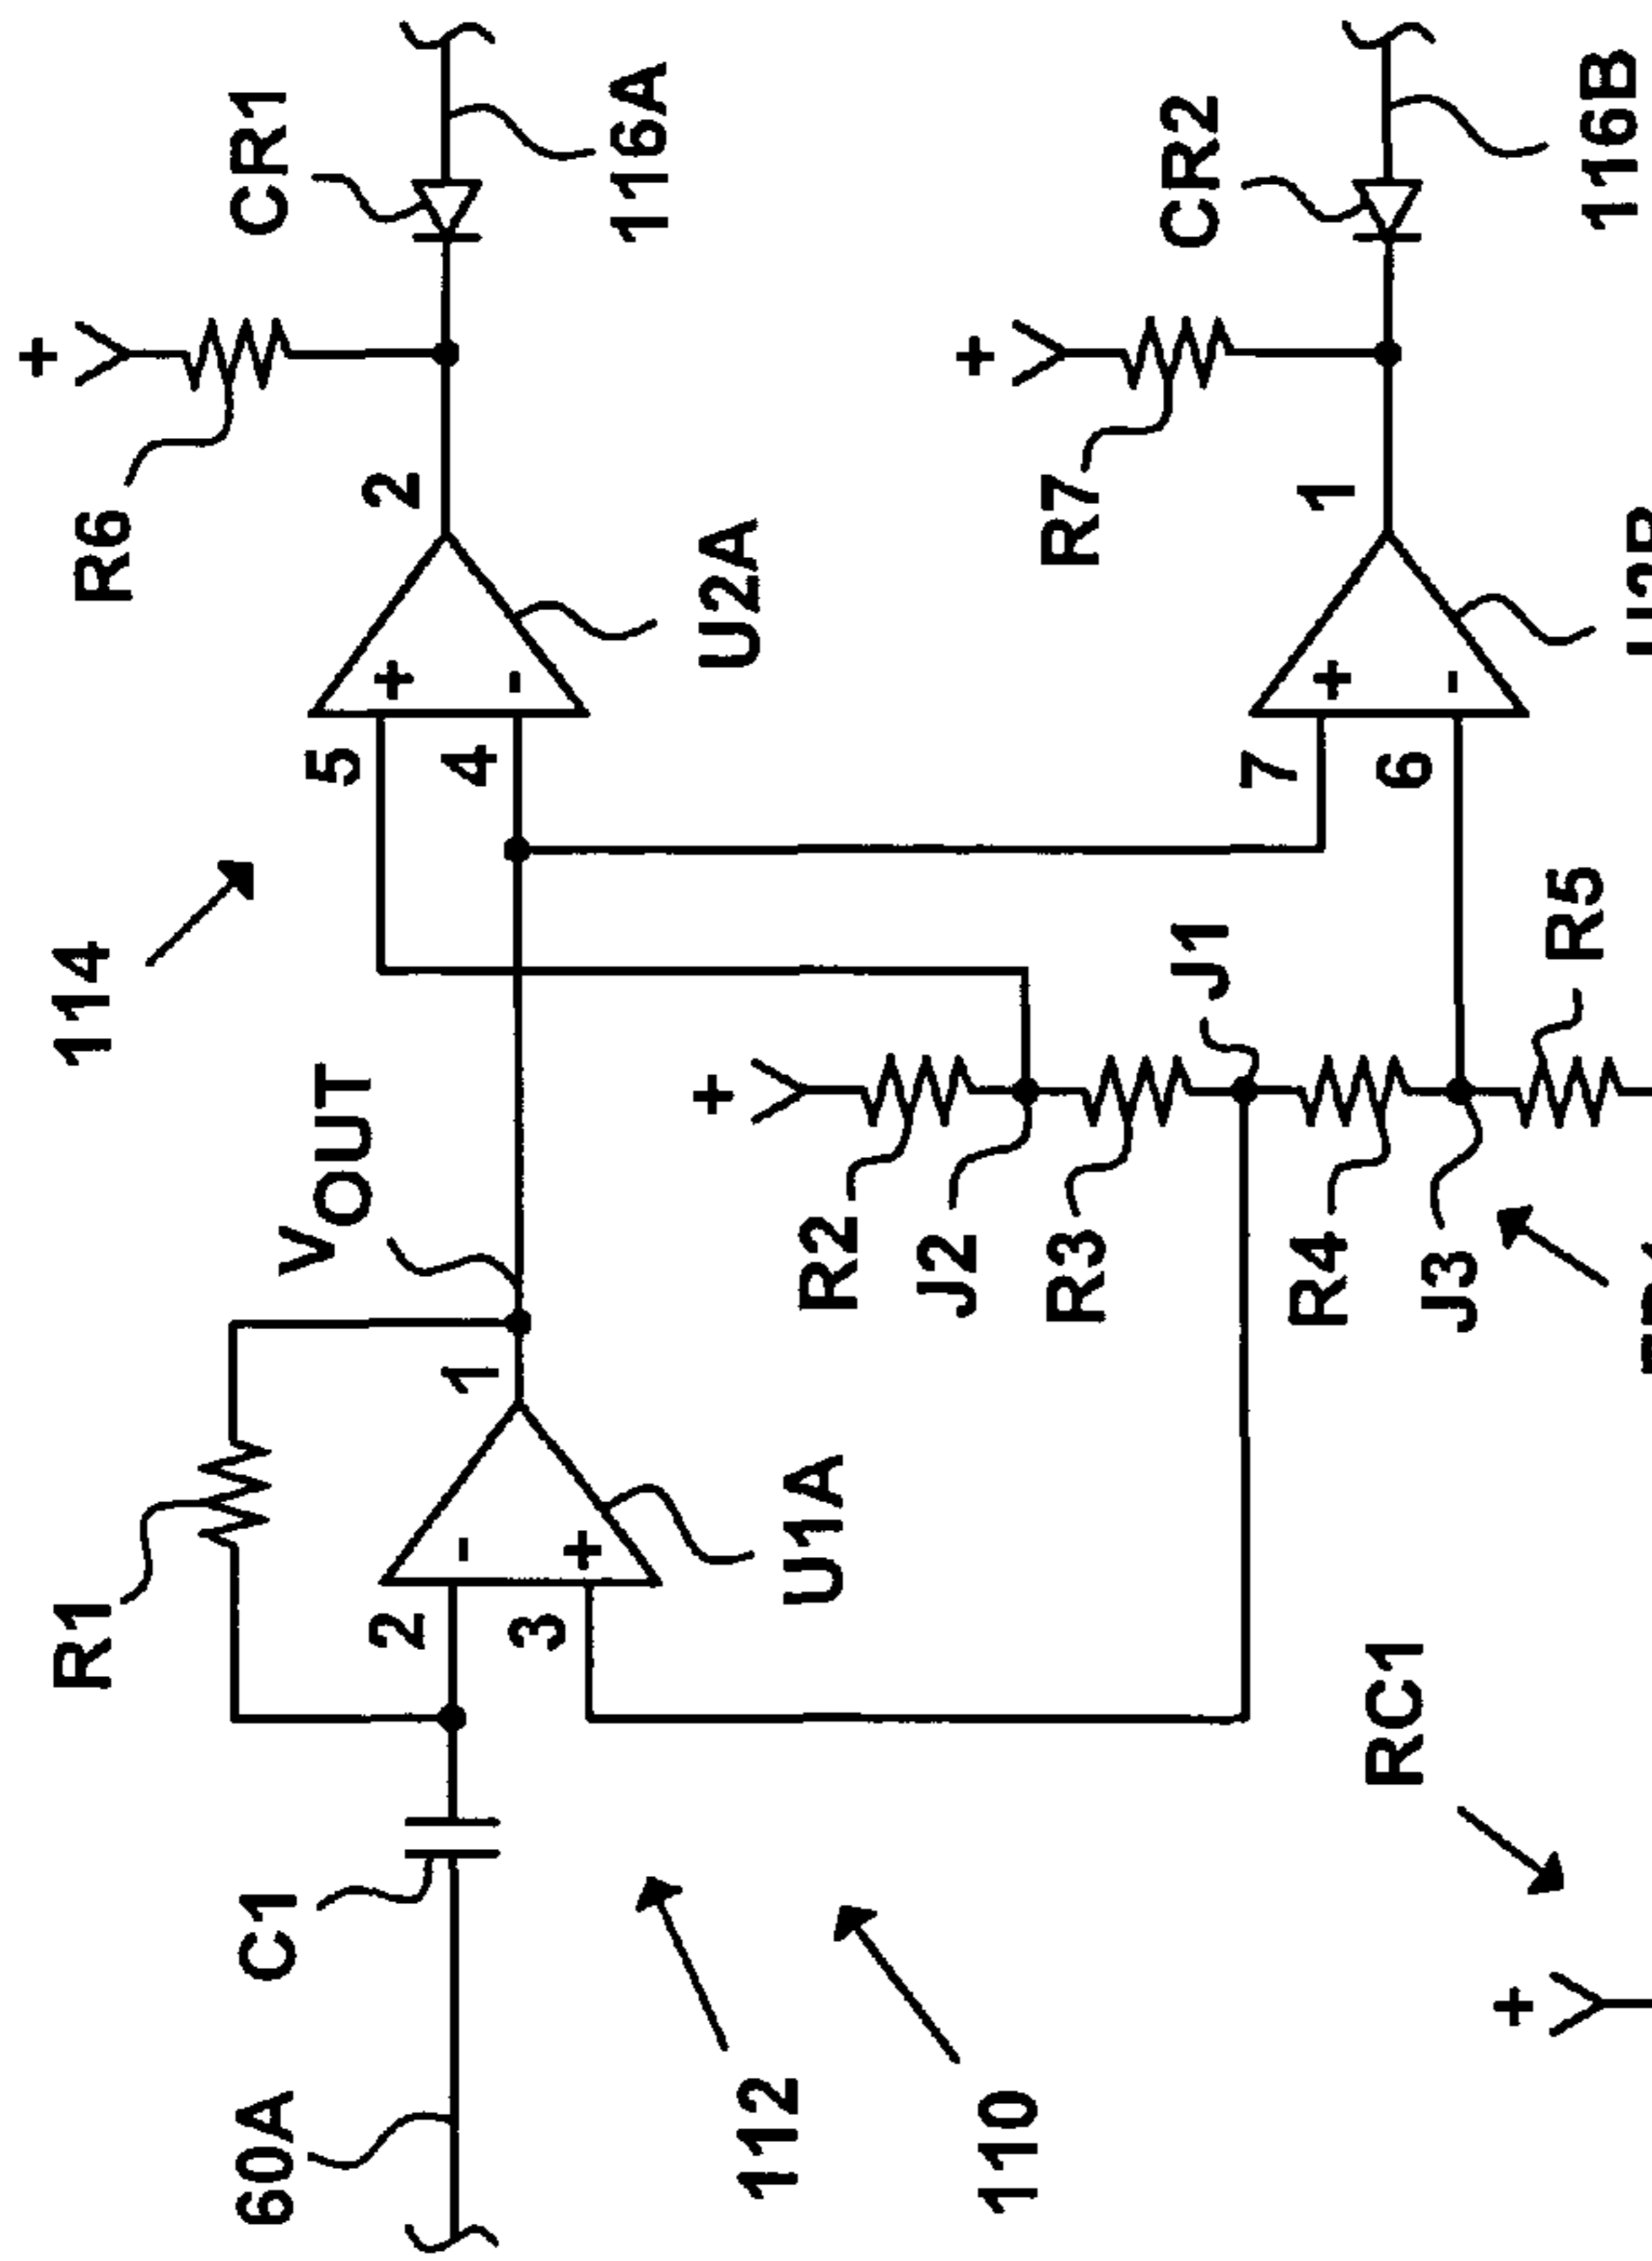 +
R1
114
R6
60A
C1
CR1
VOUT
5
2
+
2
-
1
4
3
-
+
116A
+
U2A
112
U1A
R2
J2
+
110
R3
R7
J1
CR2
7
+
1
R4
RC1
6
-
J3
+
R5
116B